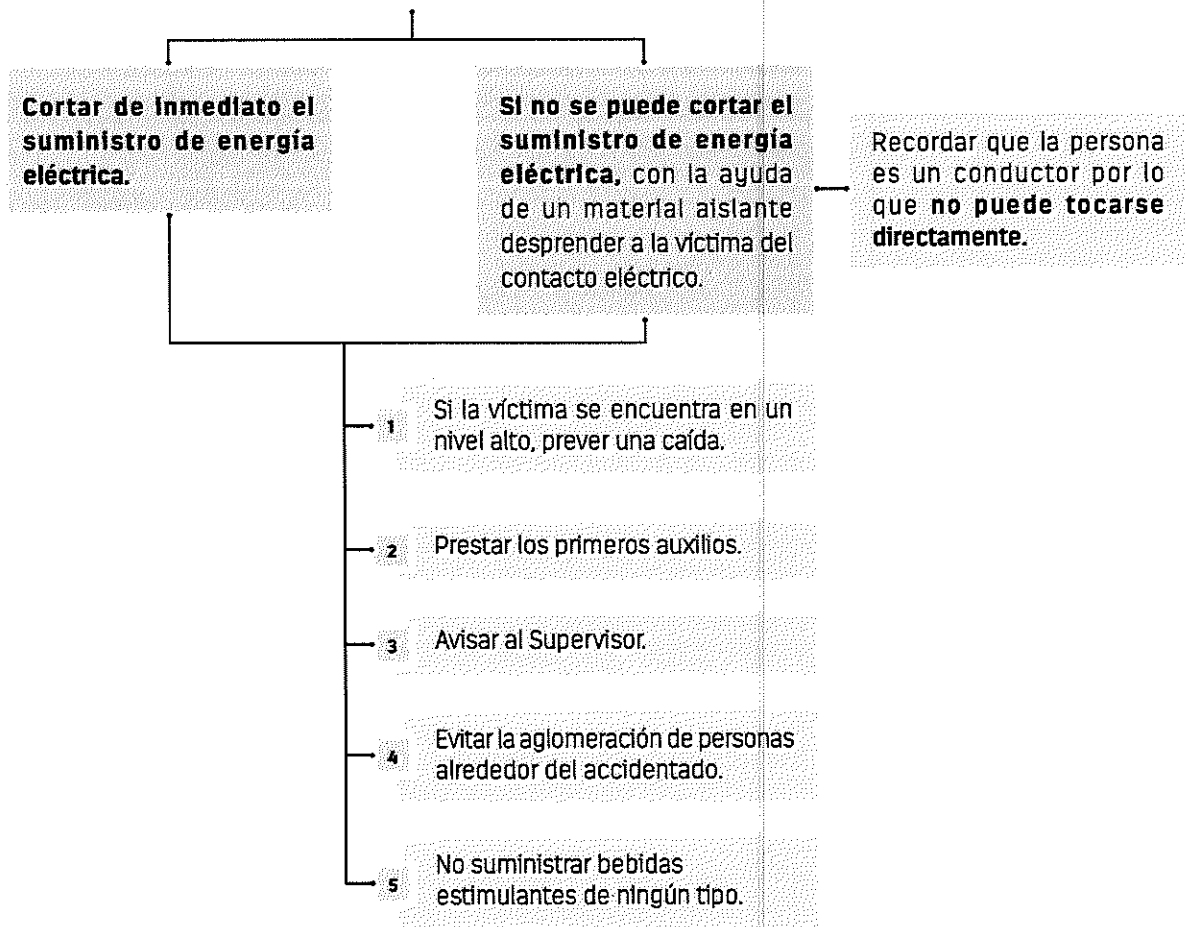 Cortar de inmediato el
suministro de energía
eléctrica.
Si no se puede cortar el
suministro de energía
eléctrica, con la ayuda
de un material aislante
desprender a la víctima del
contacto eléctrico.
Recordar que la persona
es un conductor por lo
que no puede tocarse
directamente.
1 Si la víctima se encuentra en un
nivel alto, prever una caída.
2 Prestar los primeros auxilios.
3 Avisar al Supervisor.
4 Evitar la aglomeración de personas
alrededor del accidentado.
5 No suministrar bebidas
estimulantes de ningún tipo.